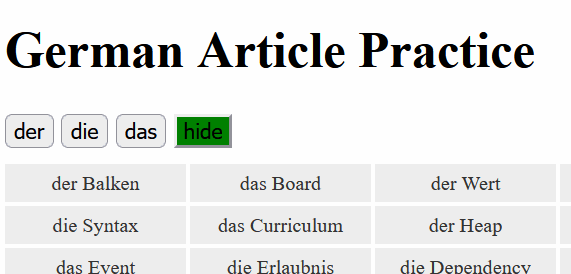 German Article Practice
der die das hide
der Balken das Board der Wert
die Syntax das Curriculum der Heap
das Event die Erlaubnis die Dependency